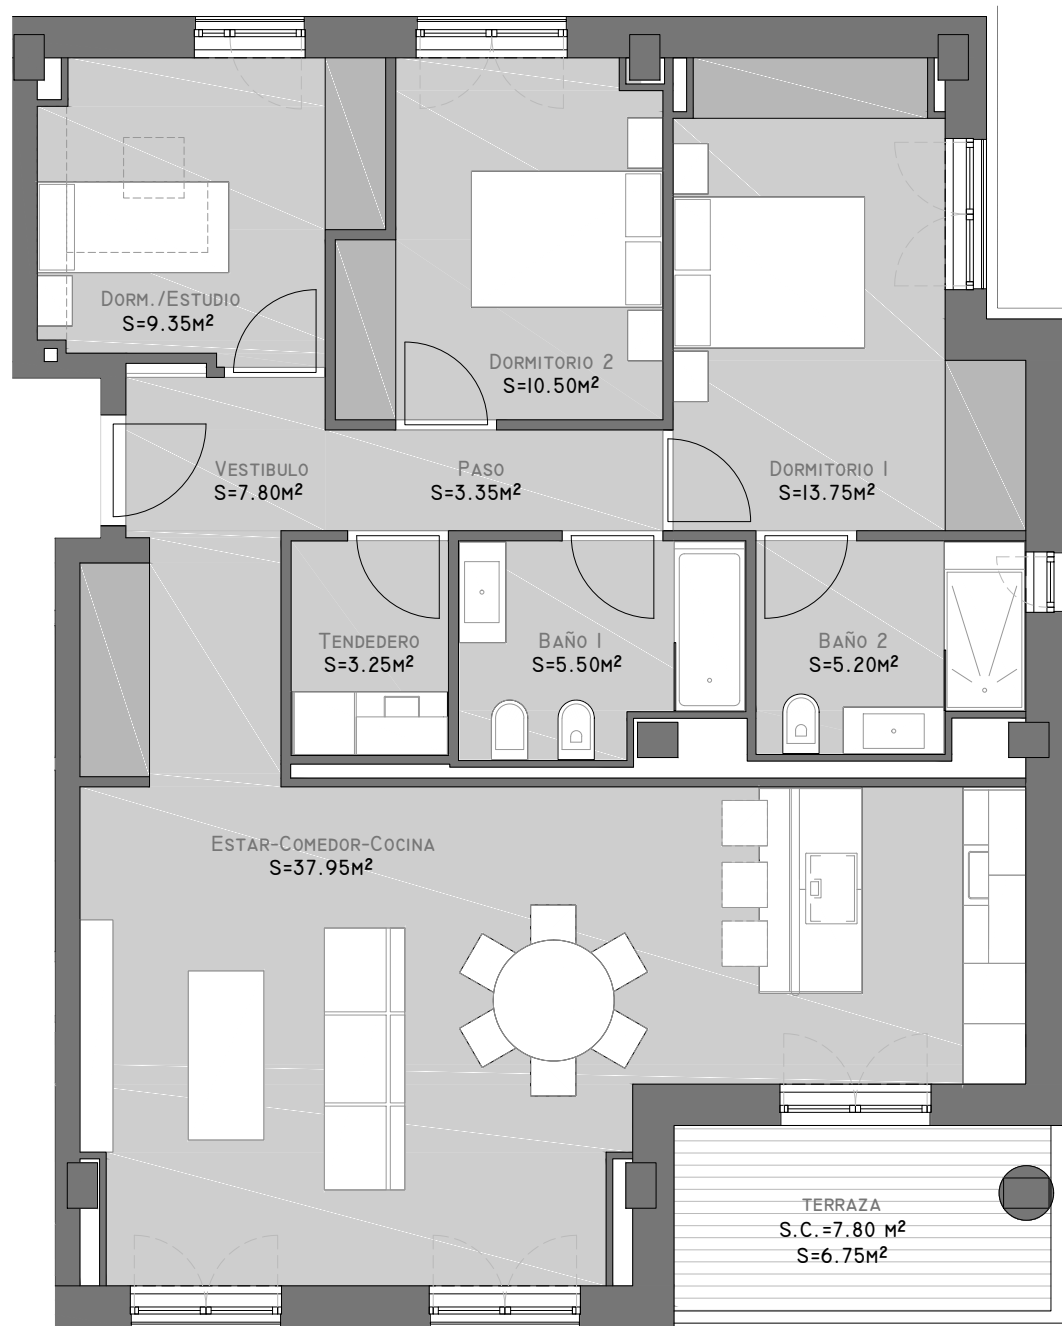 Dorm./Estudio
S=9.35m²
Dormitorio 2
S=10.50m²
Vestibulo
S=7.80m²
Paso
S=3.35m²
Dormitorio 1
S=13.75m²
Tendedero
S=3.25m²
Baño 1
S=5.50m²
Baño 2
S=5.20m²
Estar-Comedor-Cocina
S=37.95m²
TERRAZA
S.C.=7.80 m²
S=6.75m²